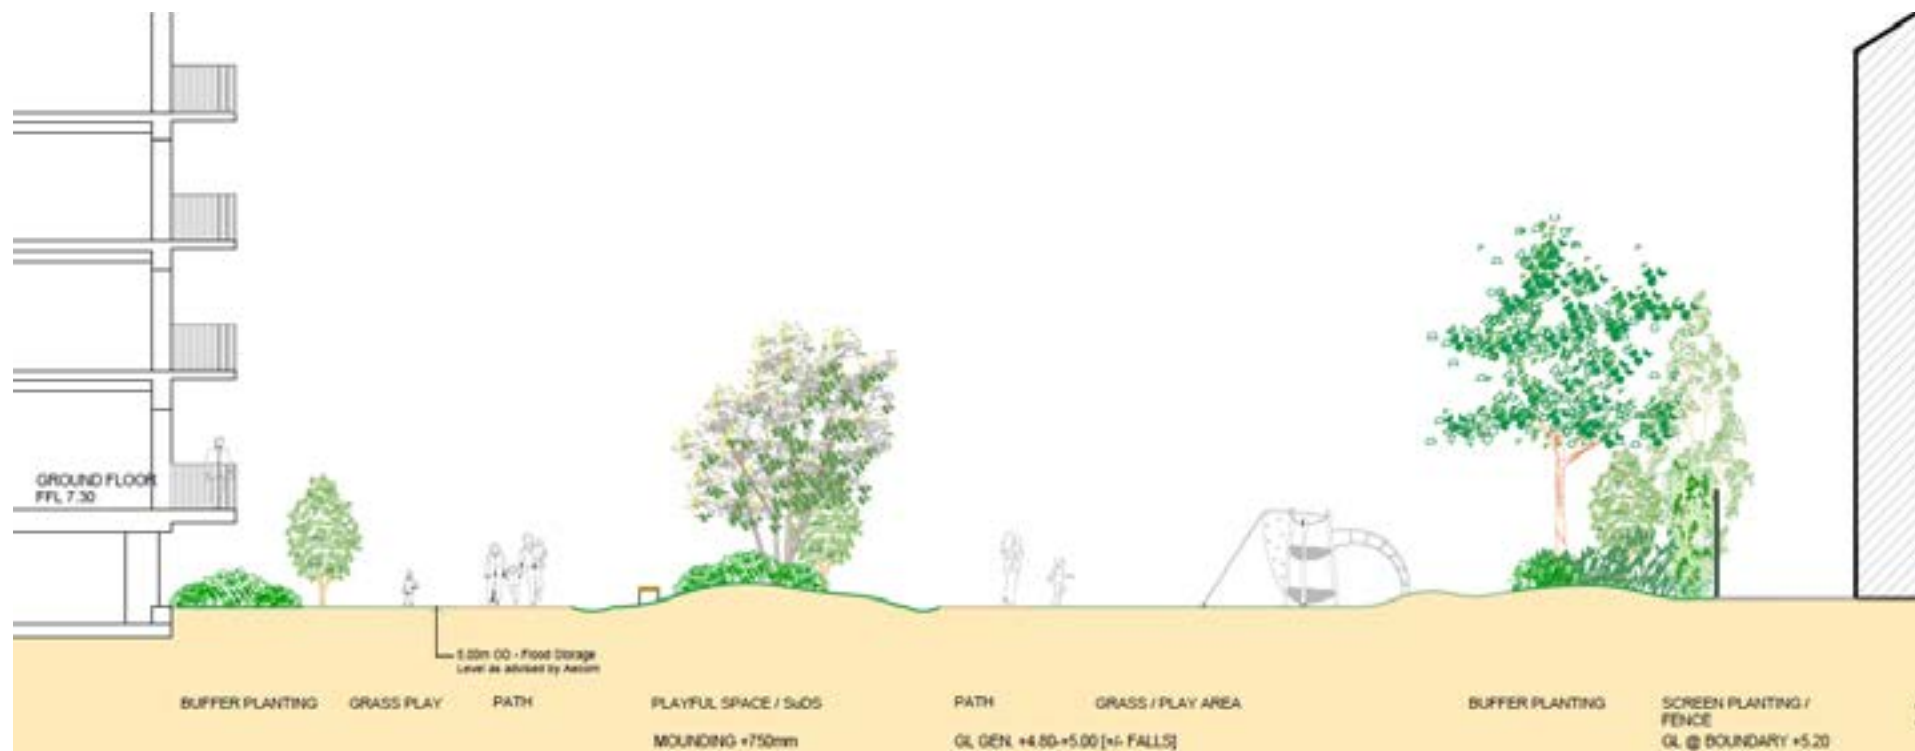 GROUND FLOOR
FFL 7.30
5.00m OD - Flood Storage
Level as advised by Aecom
BUFFER PLANTING
GRASS PLAY
PATH
PLAYFUL SPACE / SuDS
MOUNDING +750mm
PATH
GRASS / PLAY AREA
GL GEN. +4.80-+5.00 [+/- FALLS]
BUFFER PLANTING
SCREEN PLANTING /
FENCE
GL @ BOUNDARY +5.20